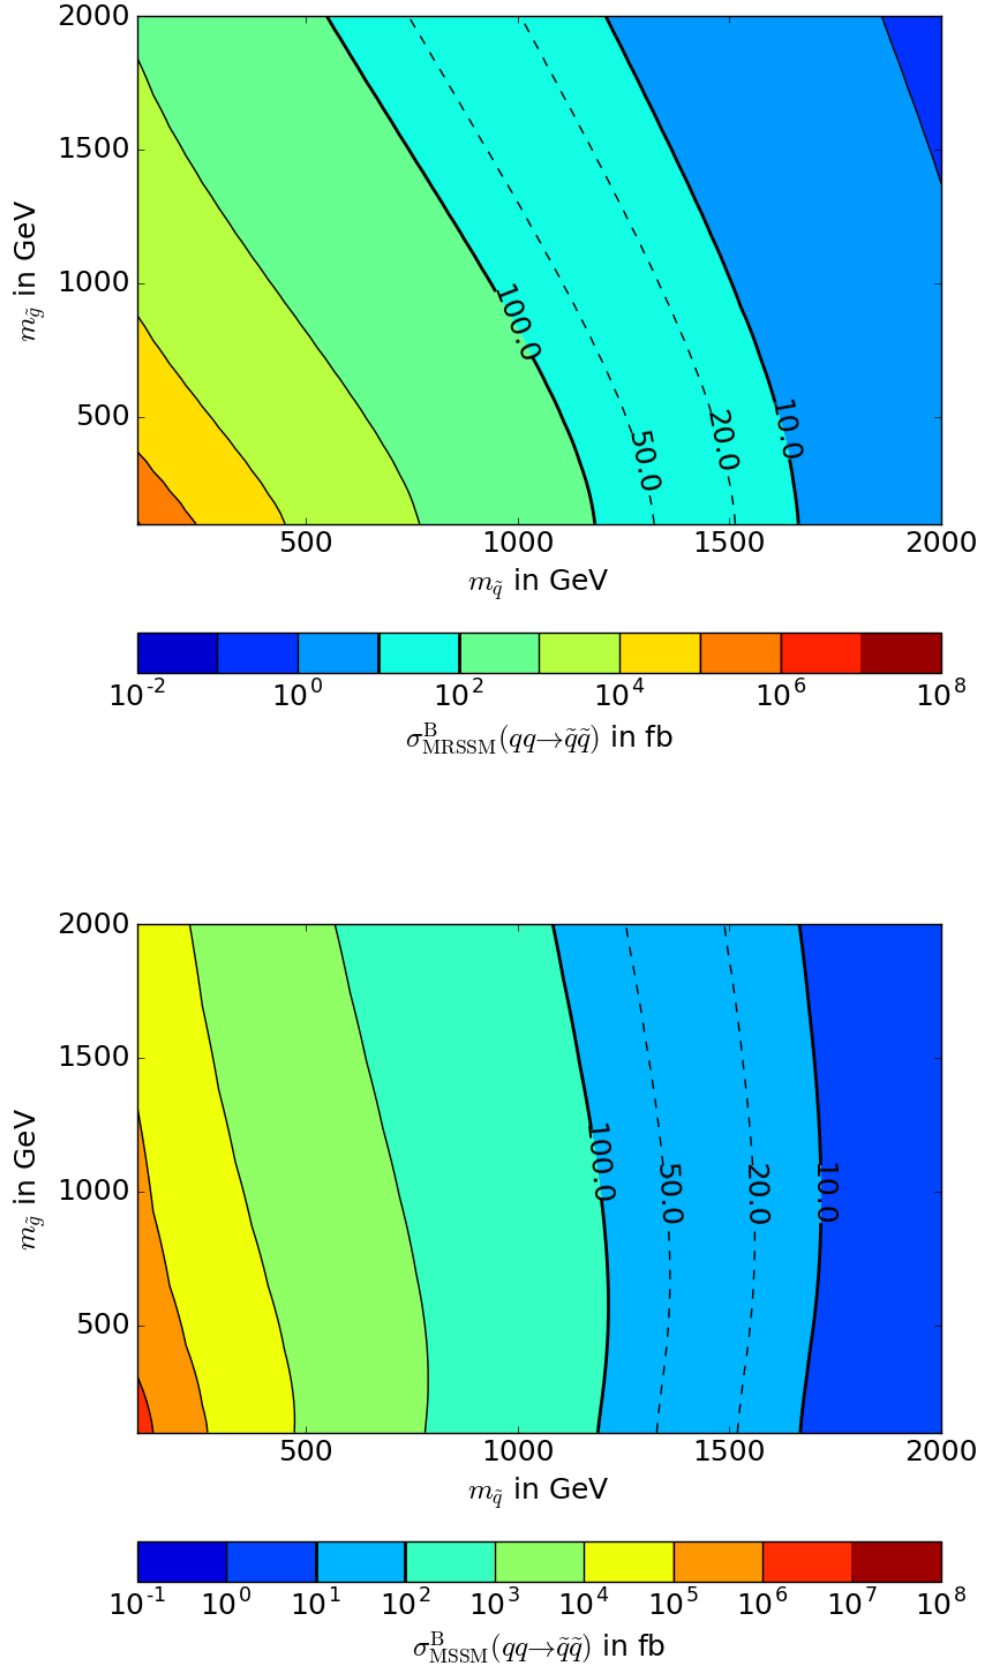 2000
1500
1000
500
m_q̃ in GeV
m_g̃ in GeV
100.0
50.0
20.0
10.0
500 1000 1500 2000
10^-2 10^0 10^2 10^4 10^6 10^8
σ^B_MRSSM(qq→q̃q̃) in fb
2000
1500
1000
500
m_g̃ in GeV
100.0
50.0
20.0
10.0
500 1000 1500 2000
m_q̃ in GeV
10^-1 10^0 10^1 10^2 10^3 10^4 10^5 10^6 10^7 10^8
σ^B_MSSM(qq→q̃q̃) in fb